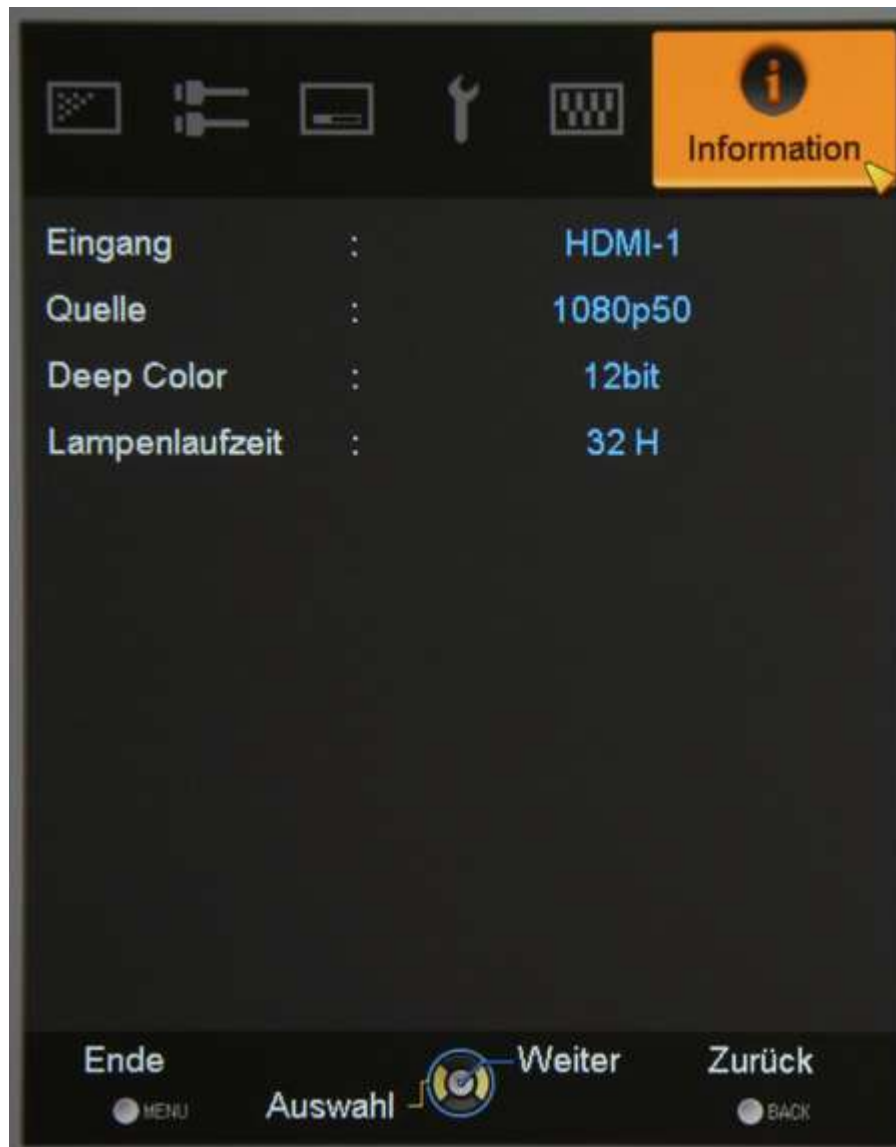 Information
Eingang : HDMI-1
Quelle : 1080p50
Deep Color : 12bit
Lampenlaufzeit : 32 H
Ende Weiter Zurück
MENU Auswahl BACK